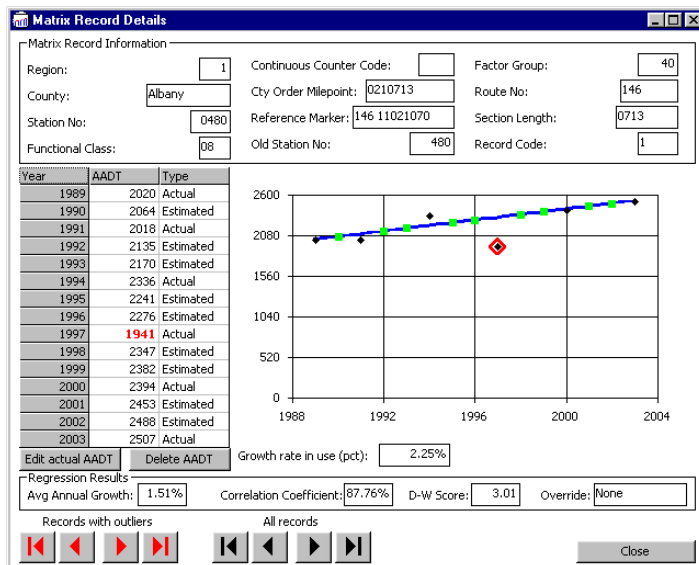 Matrix Record Details
Matrix Record Information
Region: 1 Continuous Counter Code: Factor Group: 40
County: Albany Cty Order Milepoint: 0210713 Route No: 146
Station No: 0480 Reference Marker: 146 11021070 Section Length: 0713
Functional Class: 08 Old Station No: 480 Record Code: 1
Year AADT Type
1989 2020 Actual
1990 2064 Estimated
1991 2018 Actual
1992 2135 Estimated
1993 2170 Estimated
1994 2336 Actual
1995 2241 Estimated
1996 2276 Estimated
1997 1941 Actual
1998 2347 Estimated
1999 2382 Estimated
2000 2394 Actual
2001 2453 Estimated
2002 2488 Estimated
2003 2507 Actual
2600
2080
1560
1040
520
0
1988 1992 1996 2000 2004
Edit actual AADT Delete AADT Growth rate in use (pct): 2.25%
Regression Results
Avg Annual Growth: 1.51% Correlation Coefficient: 87.76% D-W Score: 3.01 Override: None
Records with outliers All records
Close